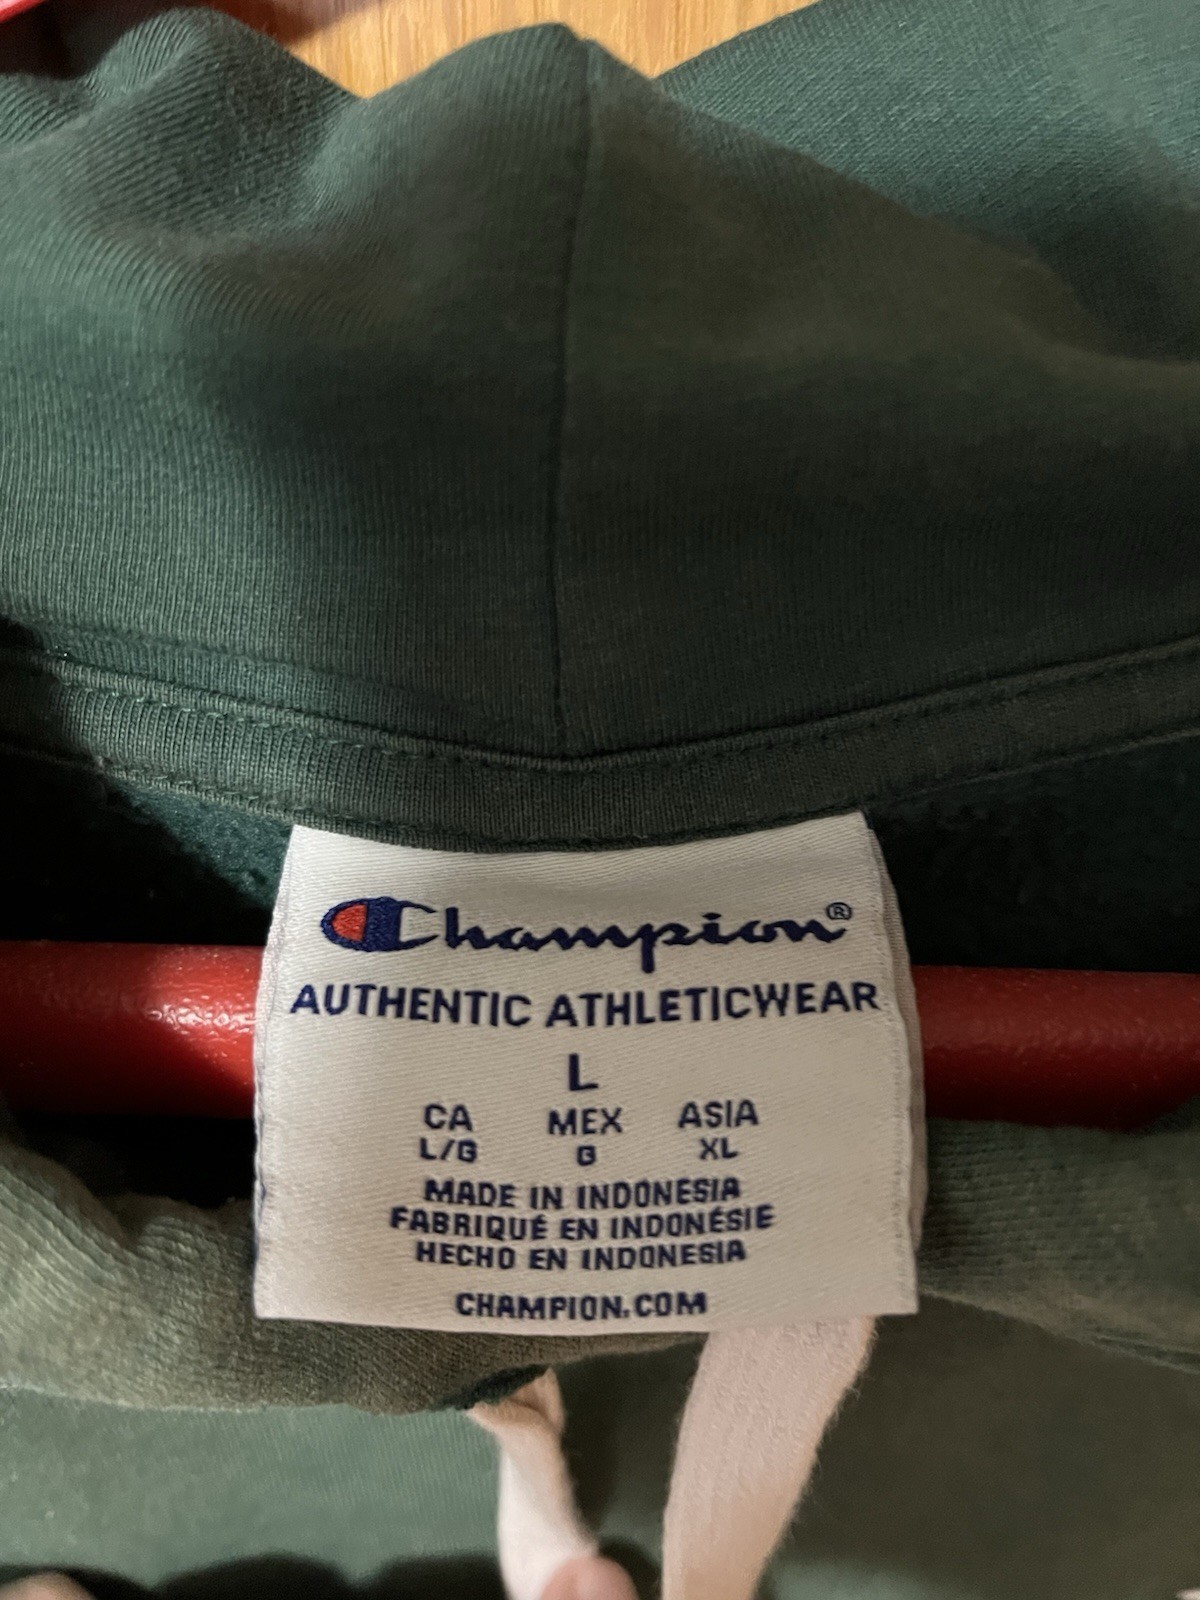 Champion®
AUTHENTIC ATHLETICWEAR
L
CA MEX ASIA
L/G G XL
MADE IN INDONESIA
FABRIQUÉ EN INDONÉSIE
HECHO EN INDONESIA
CHAMPION.COM